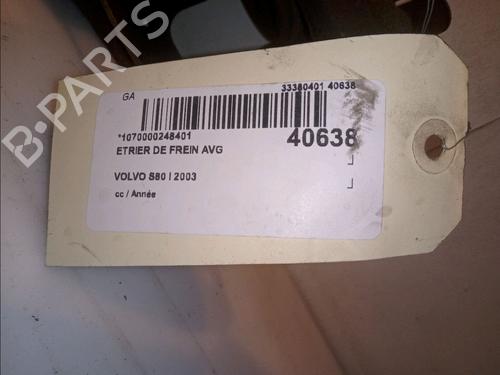 GA 33380401 40638
*1070000248401 40638
ETRIER DE FREIN AVG
VOLVO S80 I 2003
cc / Année
B-PARTS